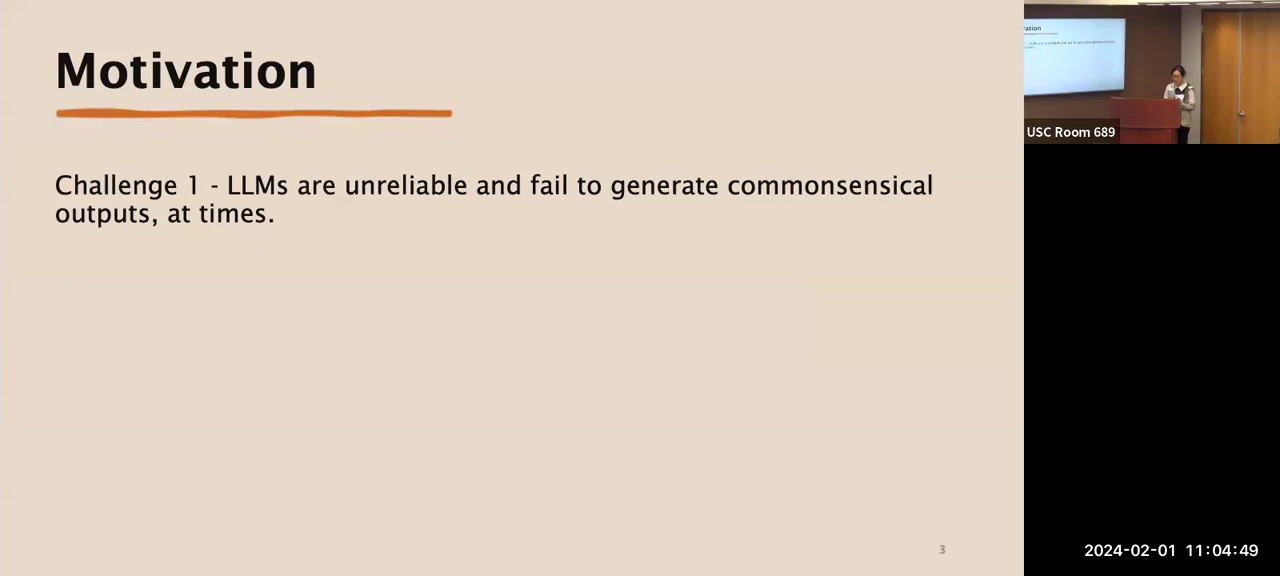 Motivation
Challenge 1 - LLMs are unreliable and fail to generate commonsensical
outputs, at times.
3
USC Room 689
2024-02-01 11:04:49